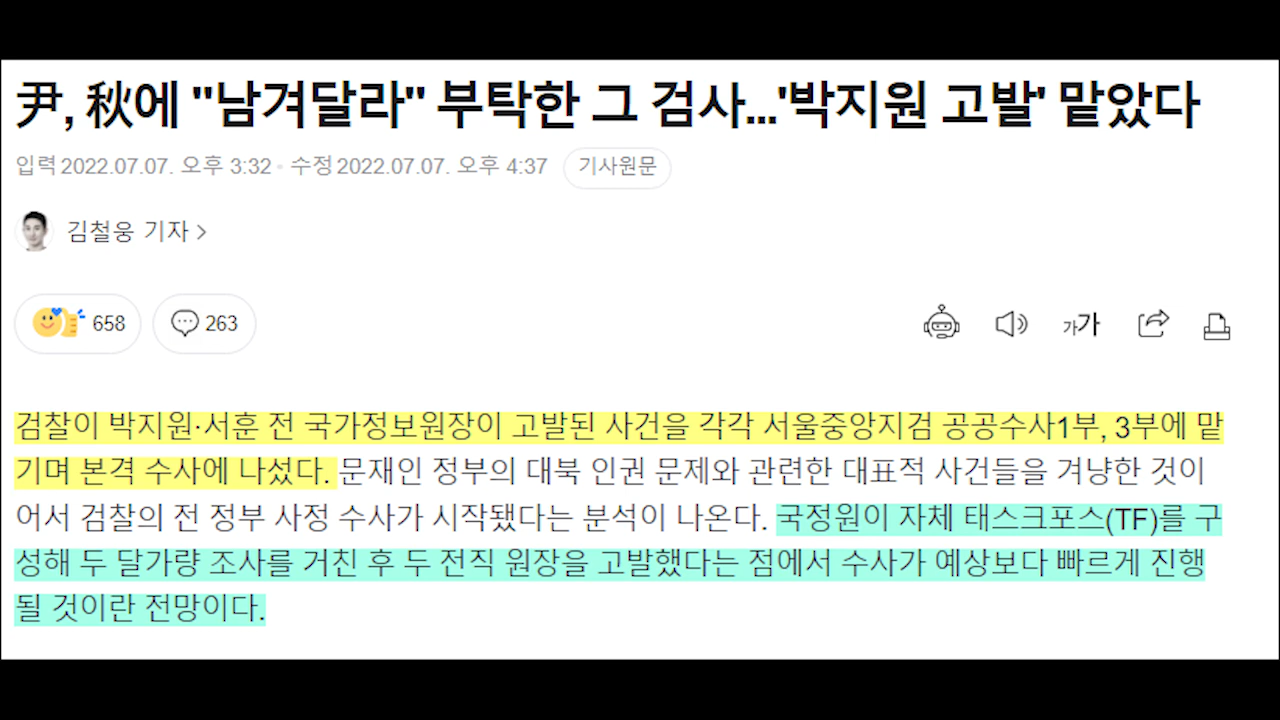 尹, 秋에 "남겨달라" 부탁한 그 검사...'박지원 고발' 맡았다
입력 2022.07.07. 오후 3:32 · 수정 2022.07.07. 오후 4:37 기사원문
김철웅 기자 >
658 263 가가
검찰이 박지원·서훈 전 국가정보원장이 고발된 사건을 각각 서울중앙지검 공공수사1부, 3부에 맡
기며 본격 수사에 나섰다. 문재인 정부의 대북 인권 문제와 관련한 대표적 사건들을 겨냥한 것이
어서 검찰의 전 정부 사정 수사가 시작됐다는 분석이 나온다. 국정원이 자체 태스크포스(TF)를 구
성해 두 달가량 조사를 거친 후 두 전직 원장을 고발했다는 점에서 수사가 예상보다 빠르게 진행
될 것이란 전망이다.